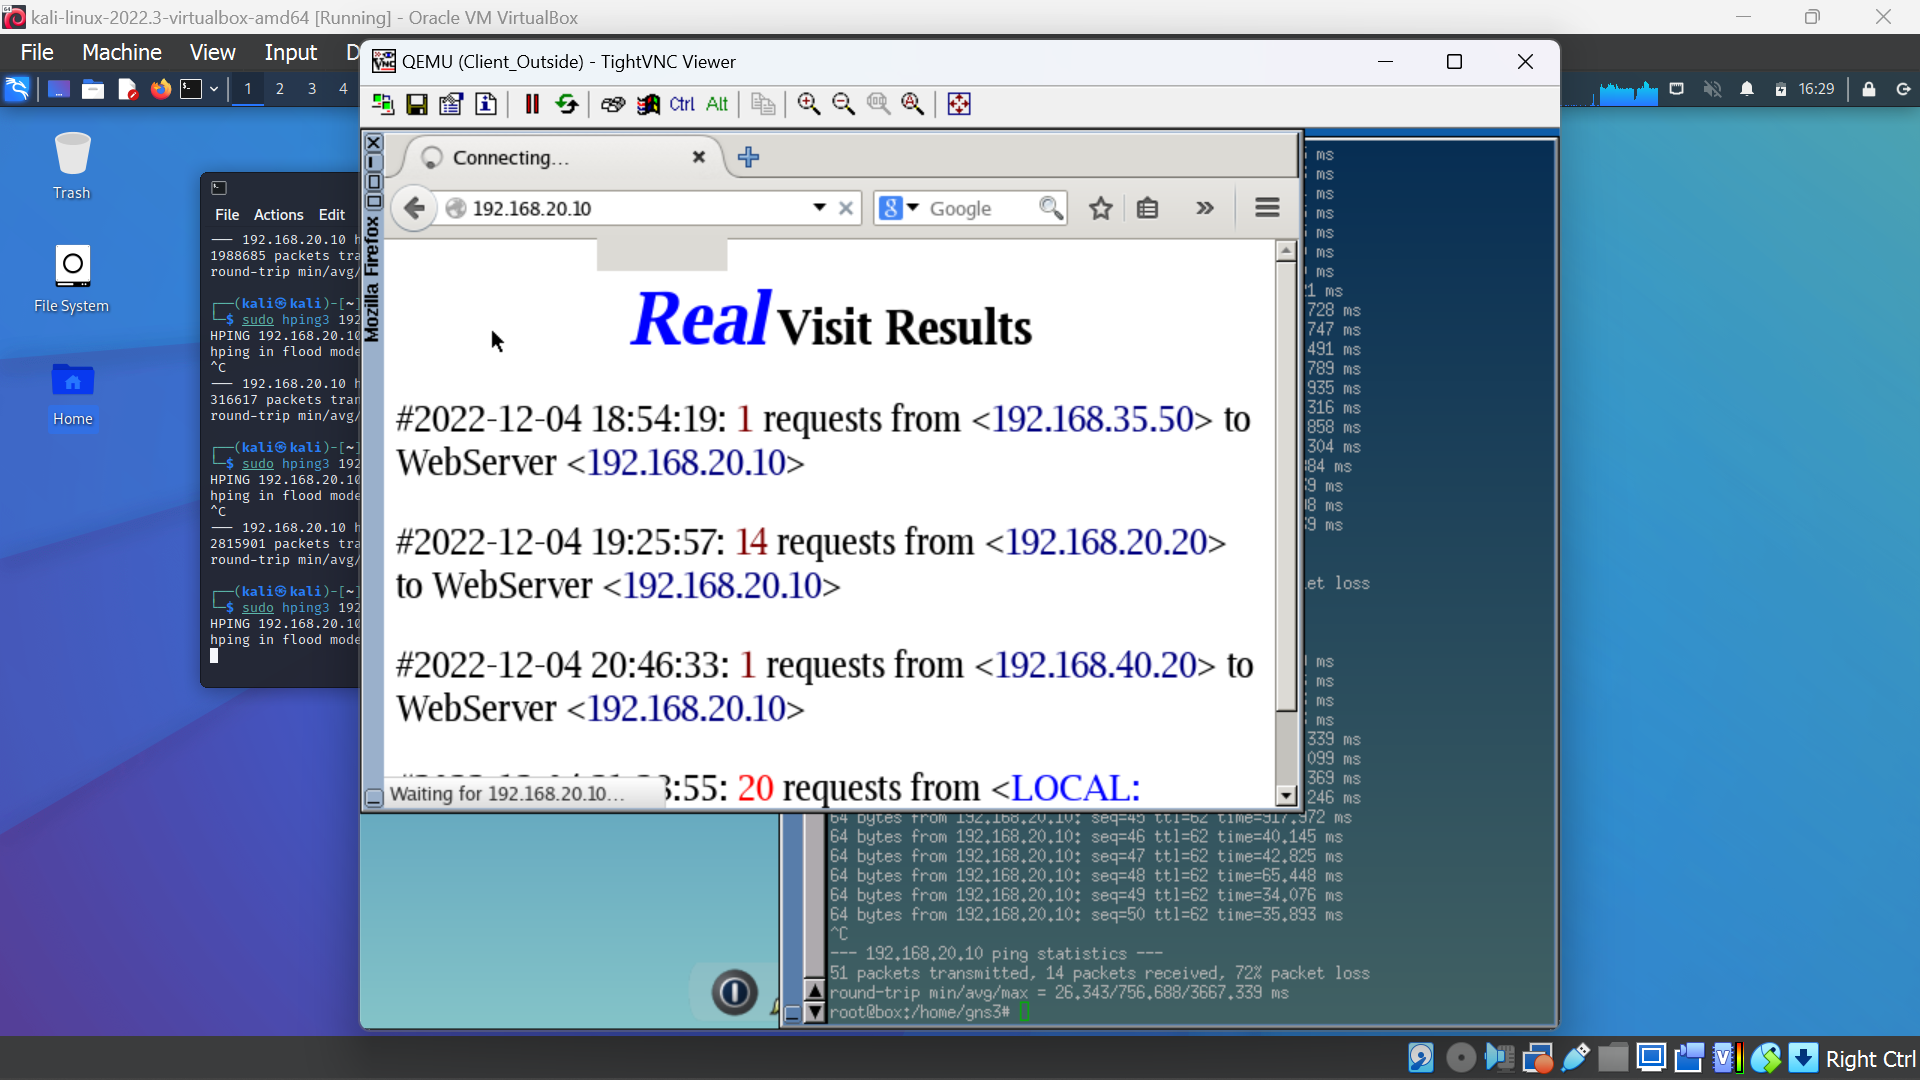 kali-linux-2022.3-virtualbox-amd64 [Running] - Oracle VM VirtualBox
File Machine View Input
QEMU (Client_Outside) - TightVNC Viewer
1 2 3 4
16:29
Ctrl Alt
Trash
File System
Home
File Actions Edit
— 192.168.20.10
1988685 packets
round-trip min/avg/
(kali㉿kali)-[~]
$ sudo hping3
HPING 192.168.20.10
hping in flood mode
^C
— 192.168.20.10
316617 packets
round-trip min/avg/
(kali㉿kali)-[~]
$ sudo hping3
HPING 192.168.20.10
hping in flood mode
^C
— 192.168.20.10
2815901 packets
round-trip min/avg/
(kali㉿kali)-[~]
$ sudo hping3
HPING 192.168.20.10
hping in flood mode
Mozilla Firefox
Connecting...
192.168.20.10
Google
Real Visit Results
#2022-12-04 18:54:19: 1 requests from <192.168.35.50> to
WebServer <192.168.20.10>
#2022-12-04 19:25:57: 14 requests from <192.168.20.20>
to WebServer <192.168.20.10>
#2022-12-04 20:46:33: 1 requests from <192.168.40.20> to
WebServer <192.168.20.10>
:55: 20 requests from <LOCAL:
Waiting for 192.168.20.10...
ms
ms
ms
ms
ms
ms
ms
ms
728 ms
747 ms
491 ms
789 ms
935 ms
316 ms
858 ms
304 ms
84 ms
9 ms
8 ms
9 ms
loss
ms
ms
ms
ms
339 ms
099 ms
369 ms
246 ms
64 bytes from 192.168.20.10: seq=45 ttl=62 time=917.972 ms
64 bytes from 192.168.20.10: seq=46 ttl=62 time=40.145 ms
64 bytes from 192.168.20.10: seq=47 ttl=62 time=42.825 ms
64 bytes from 192.168.20.10: seq=48 ttl=62 time=65.448 ms
64 bytes from 192.168.20.10: seq=49 ttl=62 time=34.076 ms
64 bytes from 192.168.20.10: seq=50 ttl=62 time=35.893 ms
^C
--- 192.168.20.10 ping statistics ---
51 packets transmitted, 14 packets received, 72% packet loss
round-trip min/avg/max = 26.343/756.688/3667.339 ms
root@box:/home/gns3#
Right Ctrl